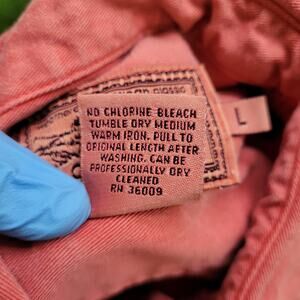 NO CHLORINE BLEACH
TUMBLE DRY MEDIUM
WARM IRON. PULL TO
ORIGINAL LENGTH AFTER
WASHING. CAN BE
PROFESSIONALLY DRY
CLEANED
RN 36009
L